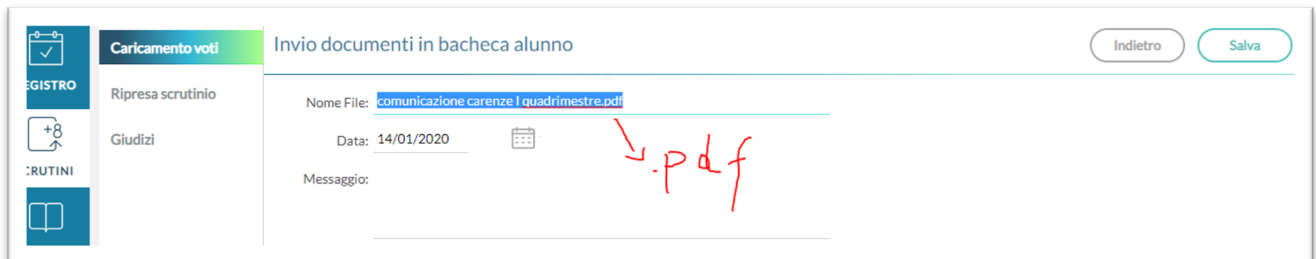 Caricamento voti
Invio documenti in bacheca alunno
Indietro
Salva
EGISTRO
Ripresa scrutinio
Nome File: comunicazione carenze I quadrimestre.pdf
+8
Giudizi
Data: 14/01/2020
.pdf
CRUTINI
Messaggio: